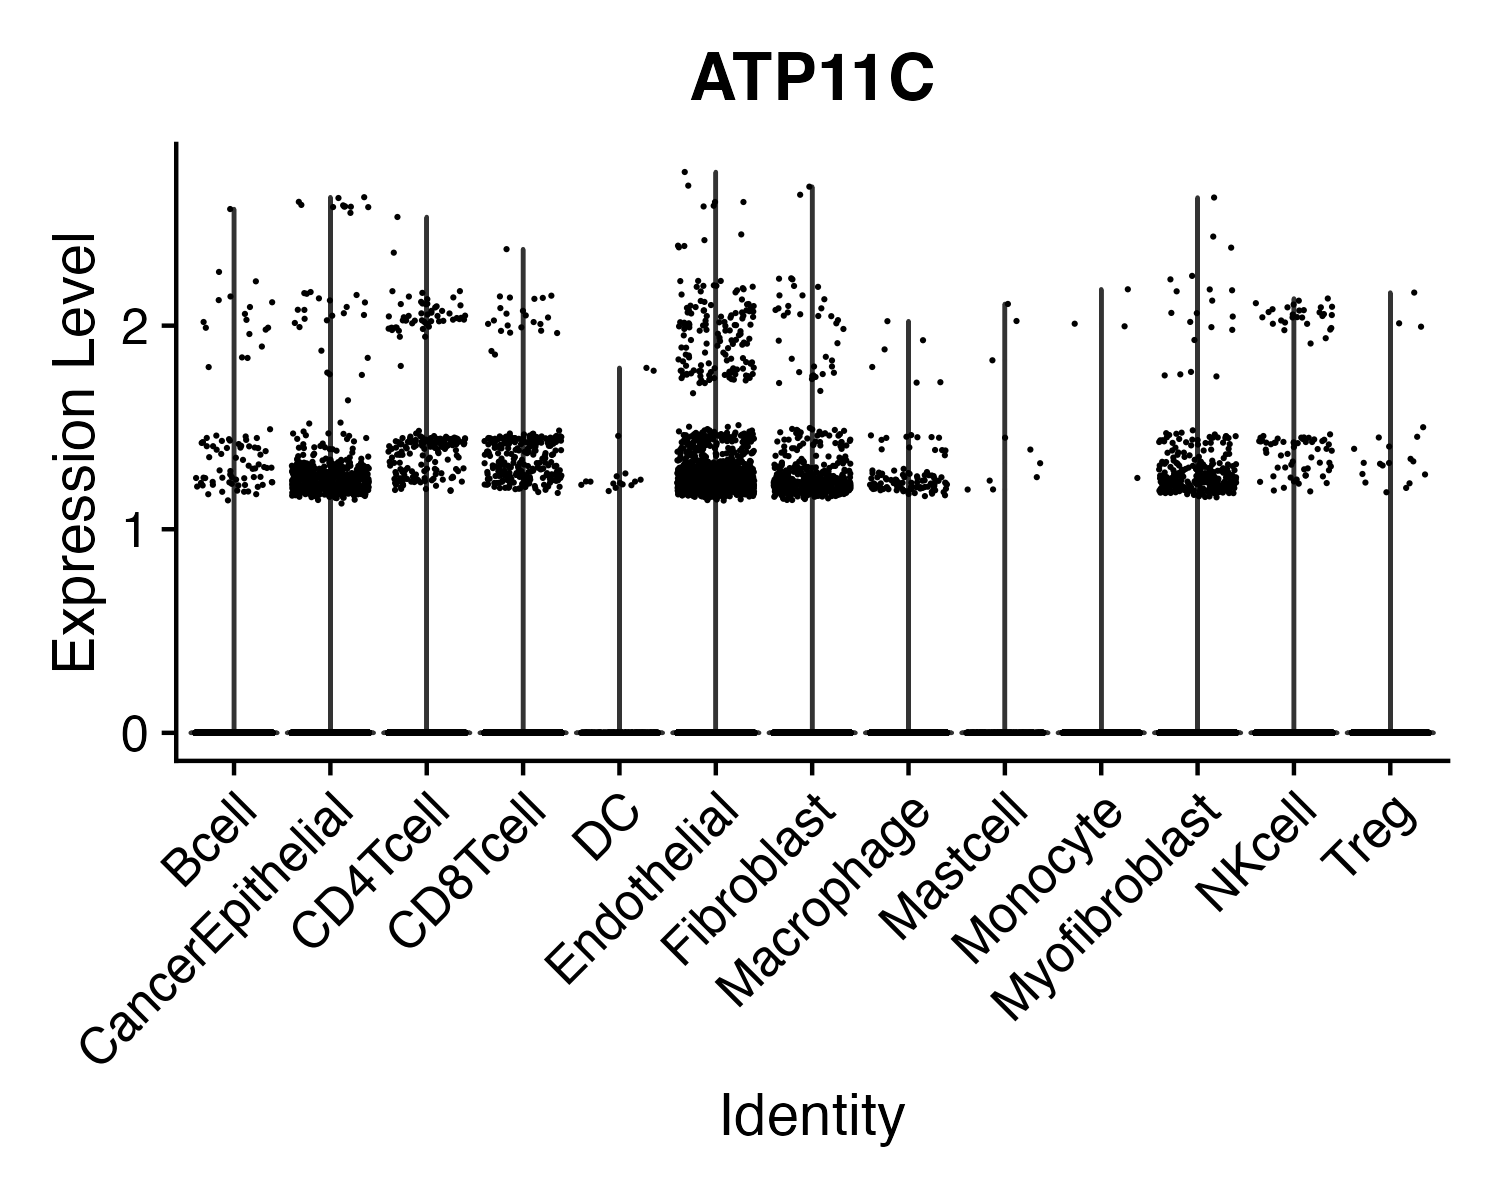 ATP11C
Expression Level
2
1
0
Bcell
CancerEpithelial
CD4Tcell
CD8Tcell
DC
Endothelial
Fibroblast
Macrophage
Mastcell
Monocyte
Myofibroblast
NKcell
Treg
Identity